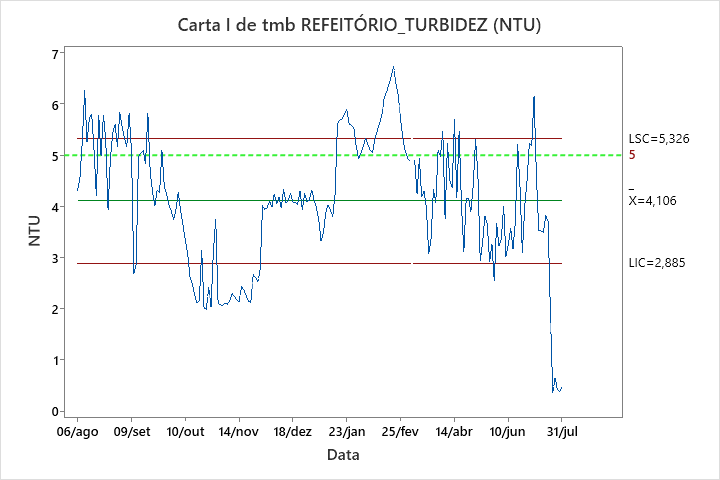 Carta I de tmb REFEITÓRIO_TURBIDEZ (NTU)
7
6
5
4
3
2
1
0
NTU
LSC=5,326
5
_
X=4,106
LIC=2,885
06/ago 09/set 10/out 14/nov 18/dez 23/jan 25/fev 14/abr 10/jun 31/jul
Data